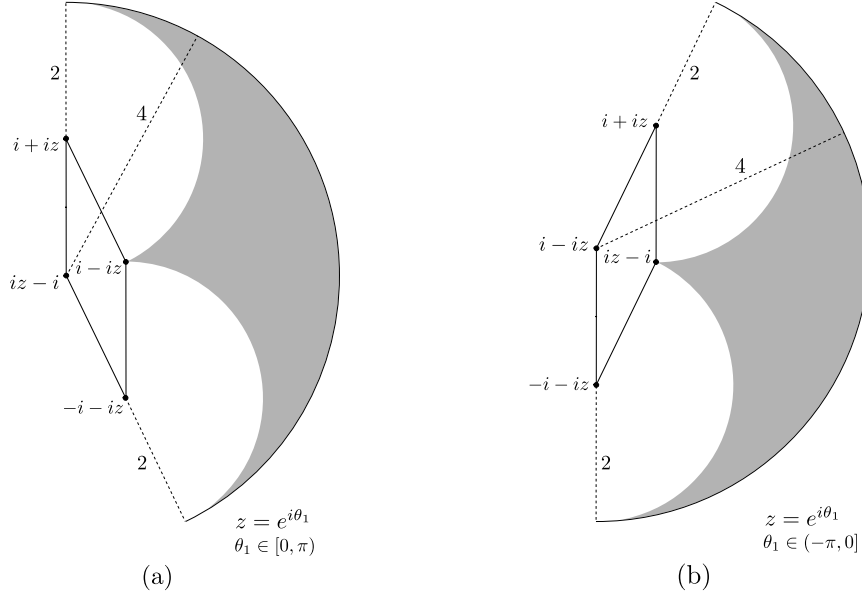 2
4
i + iz
i − iz
iz − i
−i − iz
2
z = e^{iθ_1}
θ_1 ∈ [0, π)
(a)
2
i + iz
4
i − iz
iz − i
−i − iz
2
z = e^{iθ_1}
θ_1 ∈ (−π, 0]
(b)